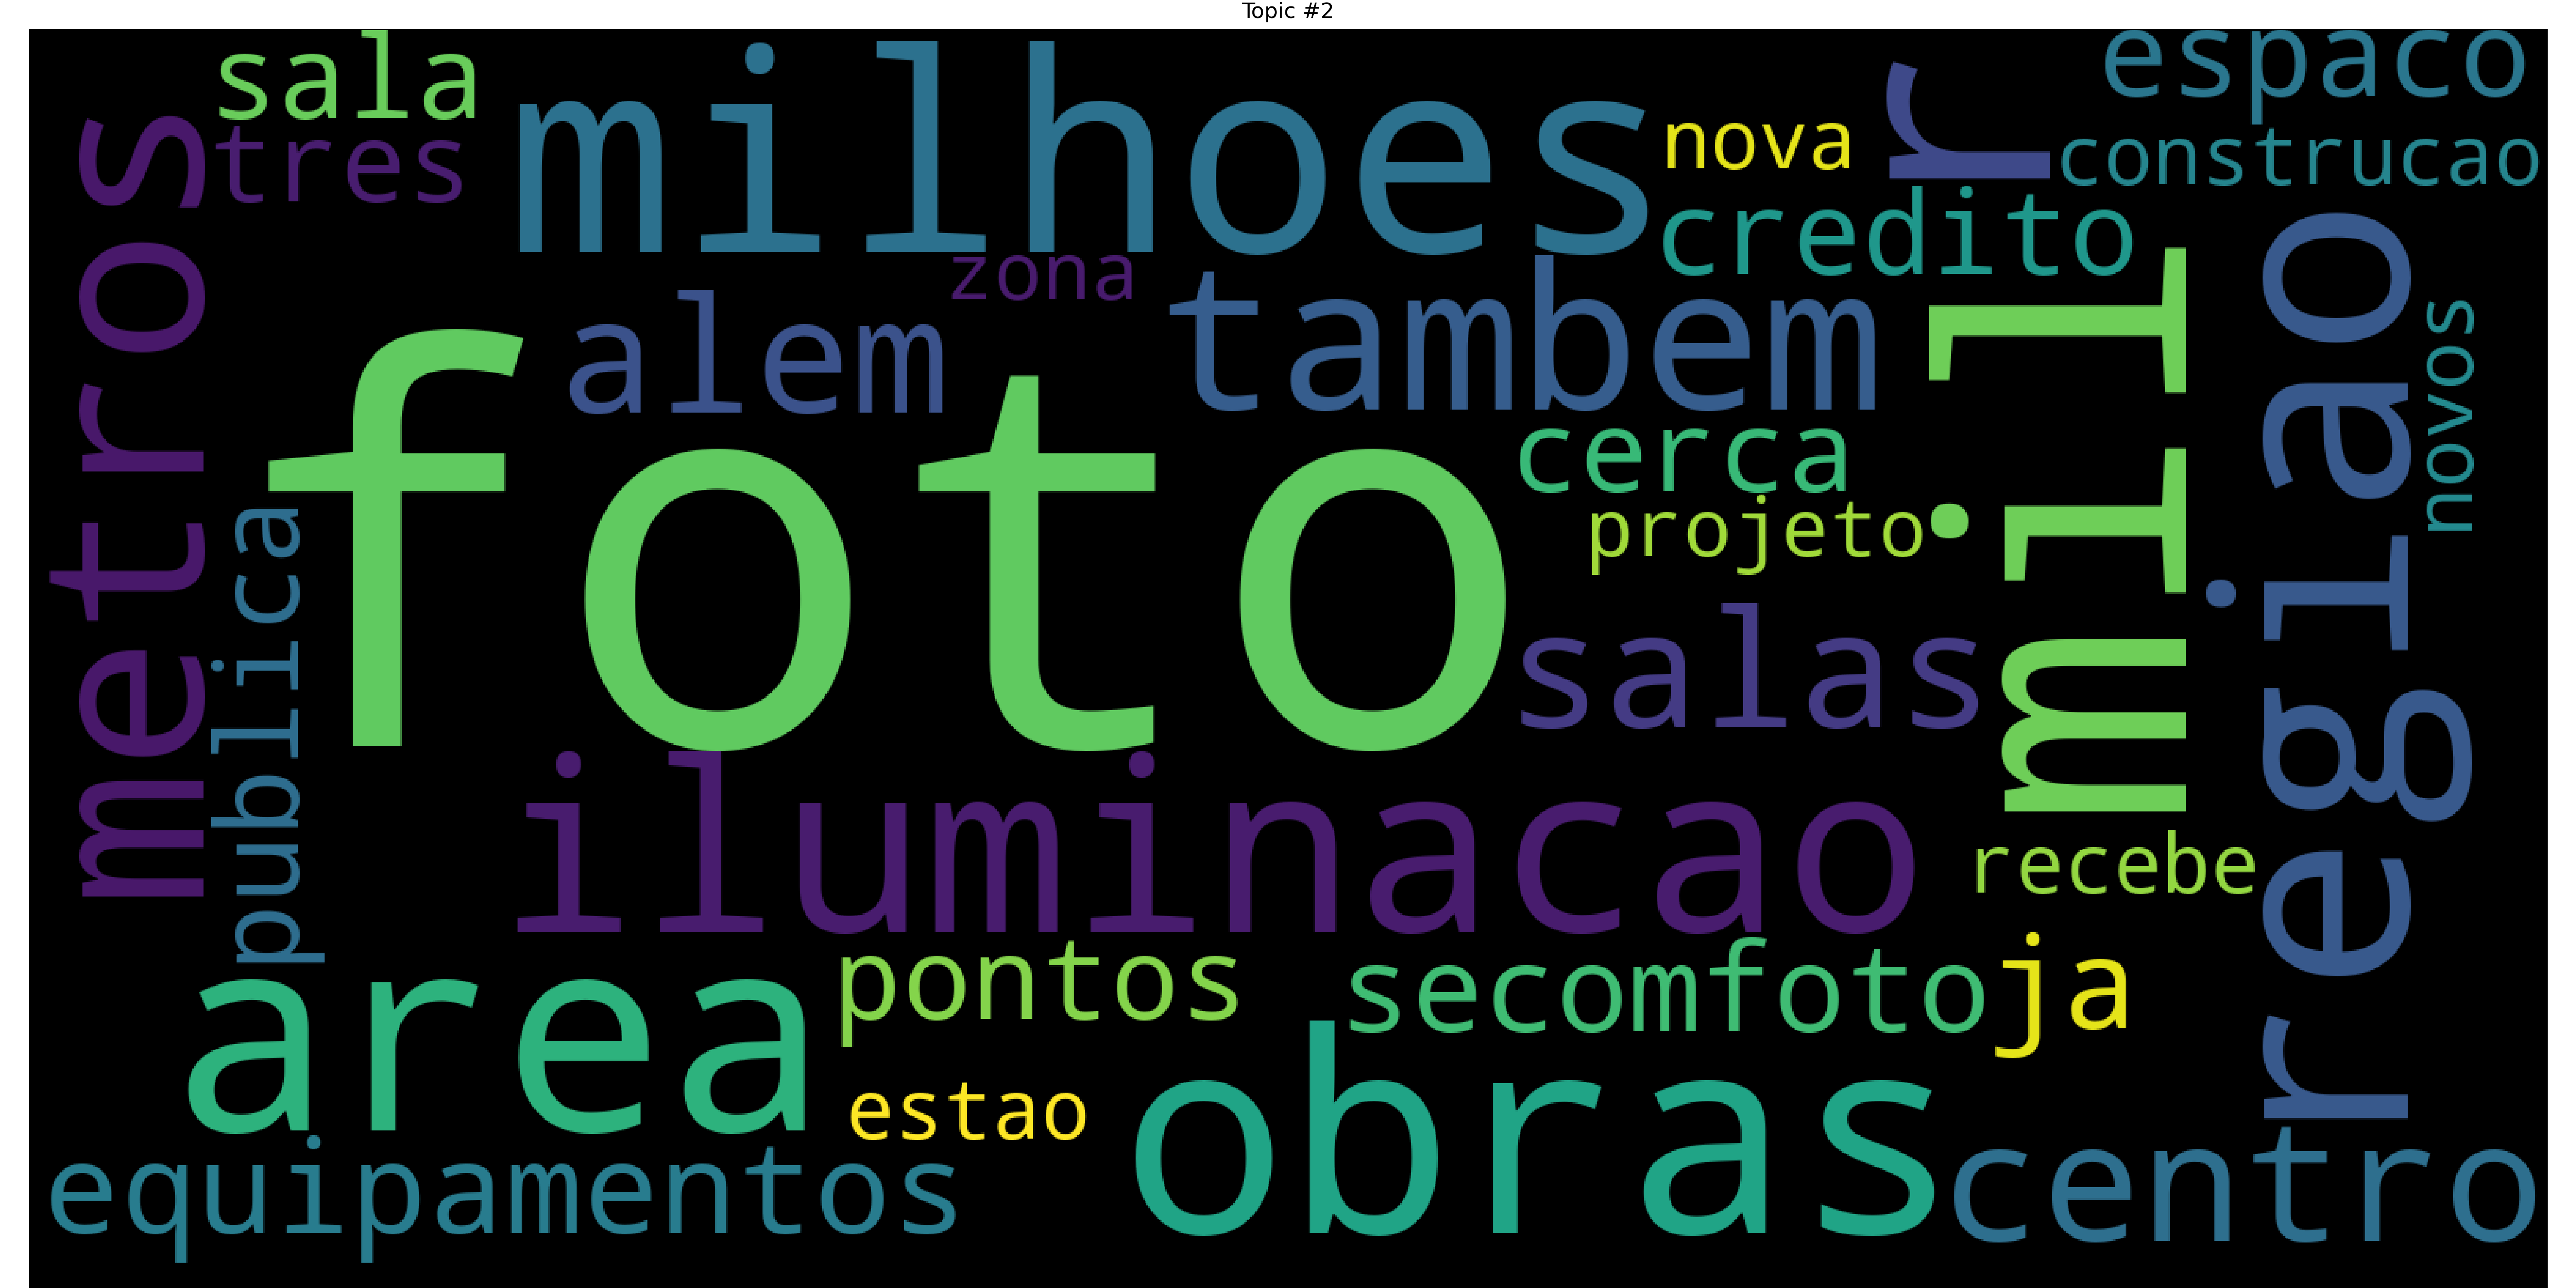 Topic #2
sala
milhoes
espaco
nova
r
tres
construcao
metros
credito
zona
tambem
alem
mil
regiao
novos
foto
cerca
projeto
publica
salas
iluminacao
recebe
pontos
secomfoto
ja
area
obras
estao
equipamentos
centro